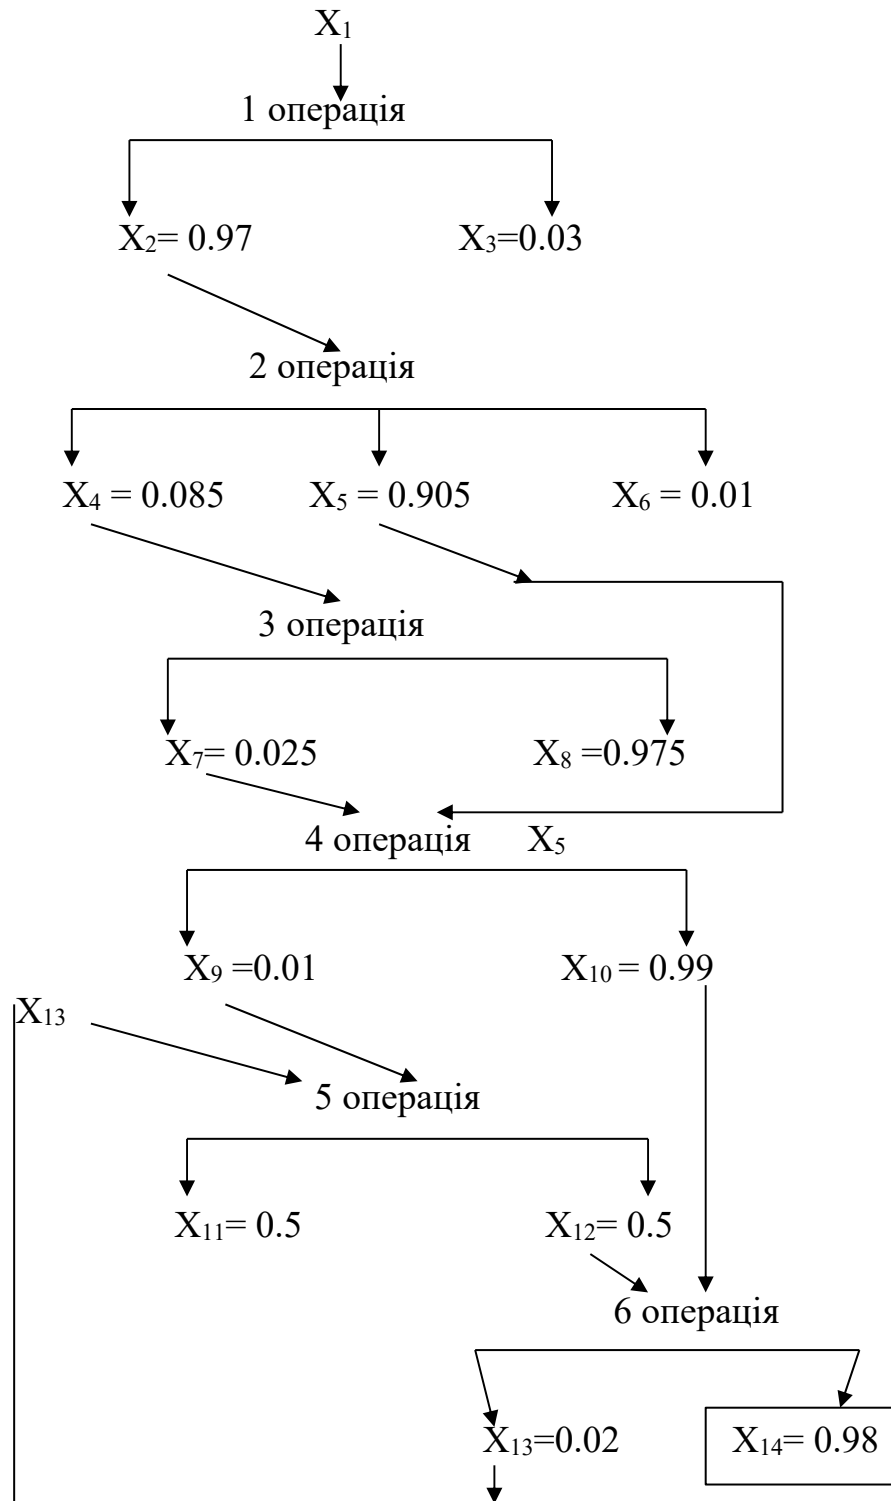 X₁
1 операція
X₂= 0.97 X₃=0.03
2 операція
X₄ = 0.085 X₅ = 0.905 X₆ = 0.01
3 операція
X₇= 0.025 X₈ =0.975
4 операція X₅
X₉ =0.01 X₁₀ = 0.99
X₁₃
5 операція
X₁₁= 0.5 X₁₂= 0.5
6 операція
X₁₃=0.02 X₁₄= 0.98